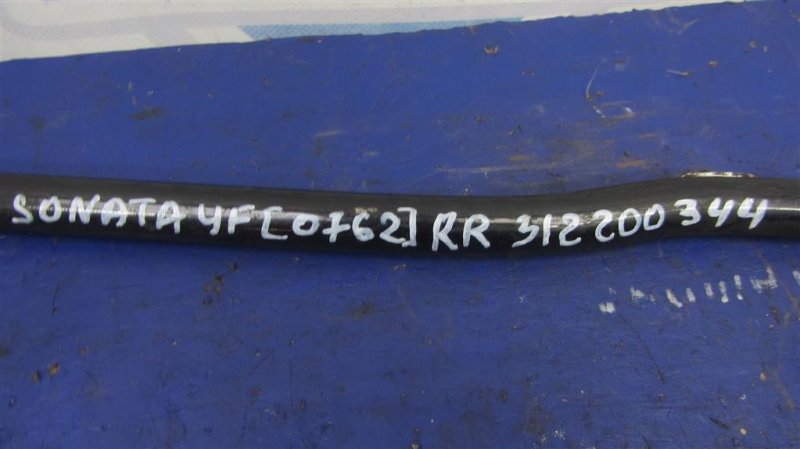 SONATA YF [0762] RR 312200344